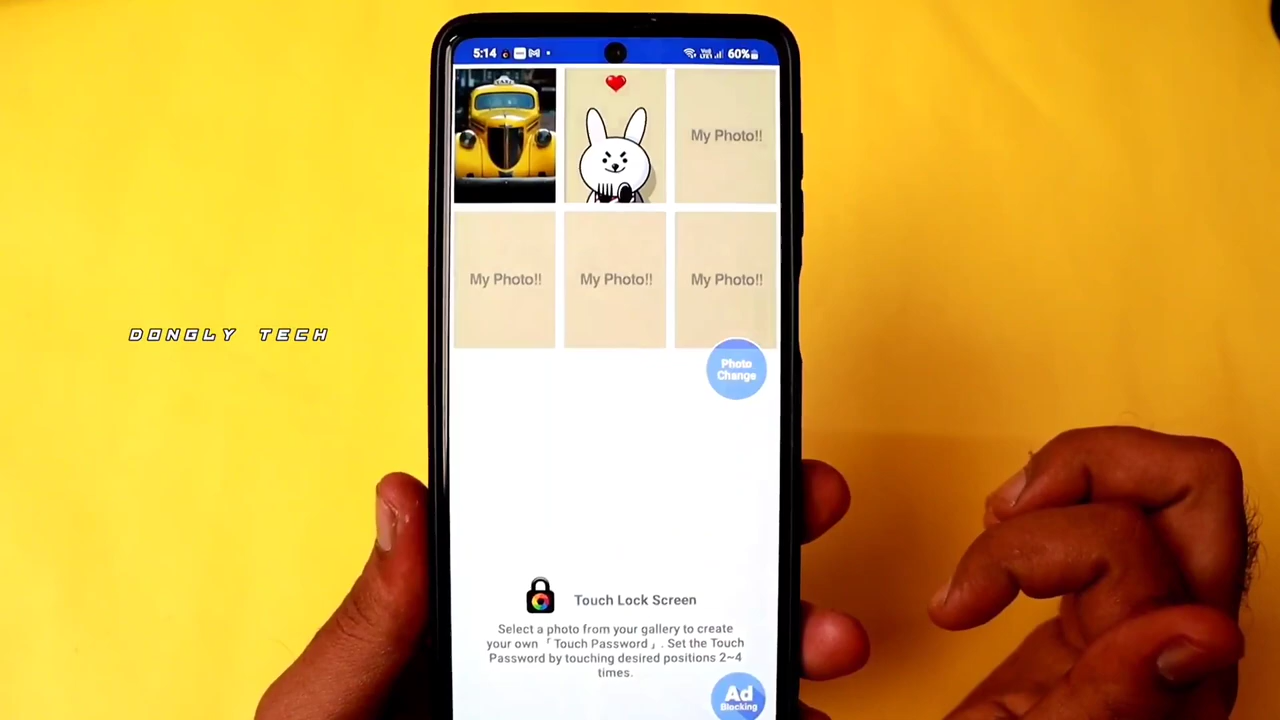 5:14
60%
My Photo!!
My Photo!!
My Photo!!
My Photo!!
DONGLY TECH
Photo
Change
Touch Lock Screen
Select a photo from your gallery to create
your own「Touch Password」. Set the Touch
Password by touching desired positions 2~4
times.
Ad
Blocking